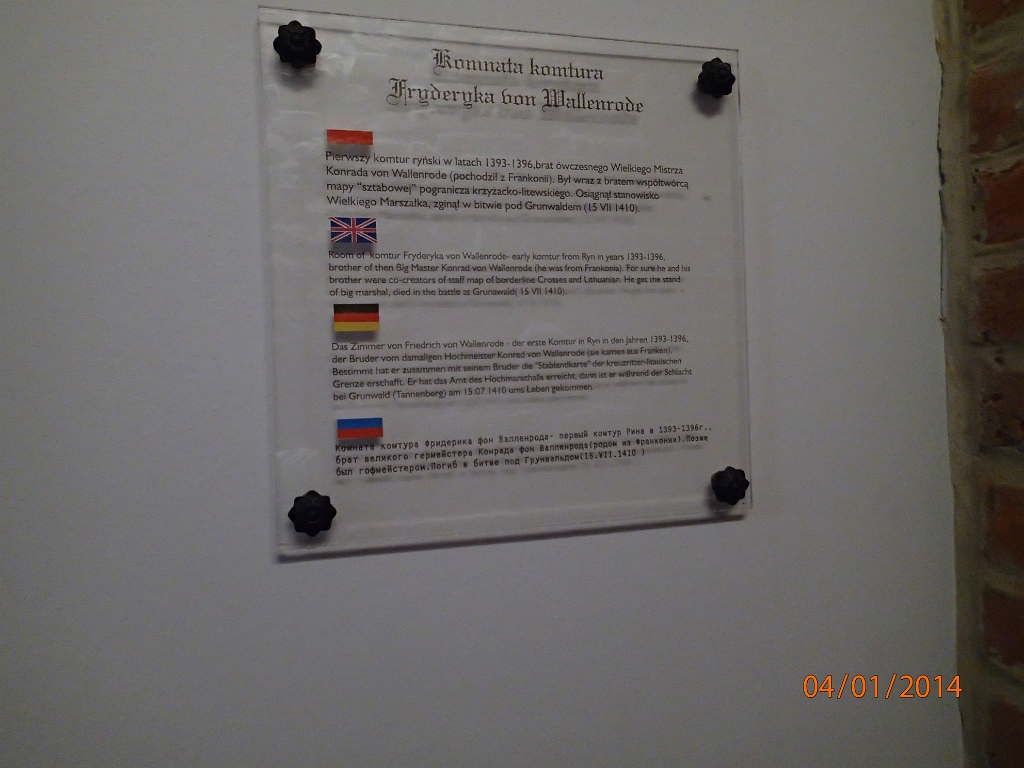 Komnata komtura
Fryderyka von Wallenrode
Pierwszy komtur ryński w latach 1393-1396,brat ówczesnego Wielkiego Mistrza
Konrada von Wallenrode (pochodził z Frankonii). Był wraz z bratem współtwórcą
mapy "sztabowej" pogranicza krzyżacko-litewskiego. Osiągnął stanowisko
Wielkiego Marszałka, zginął w bitwie pod Grunwaldem (15 VII 1410).
Room of komtur Fryderyka von Wallenrode- early komtur from Ryn in years 1393-1396,
brother of then Big Master Konrad von Wallenrode (he was from Frankonia). For sure he and his
brother were co-creators of staff map of borderline Crosses and Lithuanian. He get the stand
of big marshal, died in the battle at Grunawald( 15 VII 1410).
Das Zimmer von Friedrich von Wallenrode - der erste Komtur in Ryn in den Jahren 1393-1396,
der Bruder vom damaligen Hochmeister Konrad von Wallenrode (sie kamen aus Franken).
Bestimmt hat er zusammen mit seinem Bruder die "Stablandkarte" der kreuzritter-litauischen
Grenze erschafft. Er hat das Amt des Hochmarschalls erreicht, dann ist er während der Schlacht
bei Grunwald (Tannenberg) am 15.07.1410 ums Leben gekommen.
Комната комтура Фридерика фон Валленрода- первый комтур Рина в 1393-1396г..
брат великого гермейстера Конрада фон Валленрода(родом из Франконии).Позже
был гофмейстером.Погиб в битве под Грунвальдом(15.VII.1410 )
04/01/2014